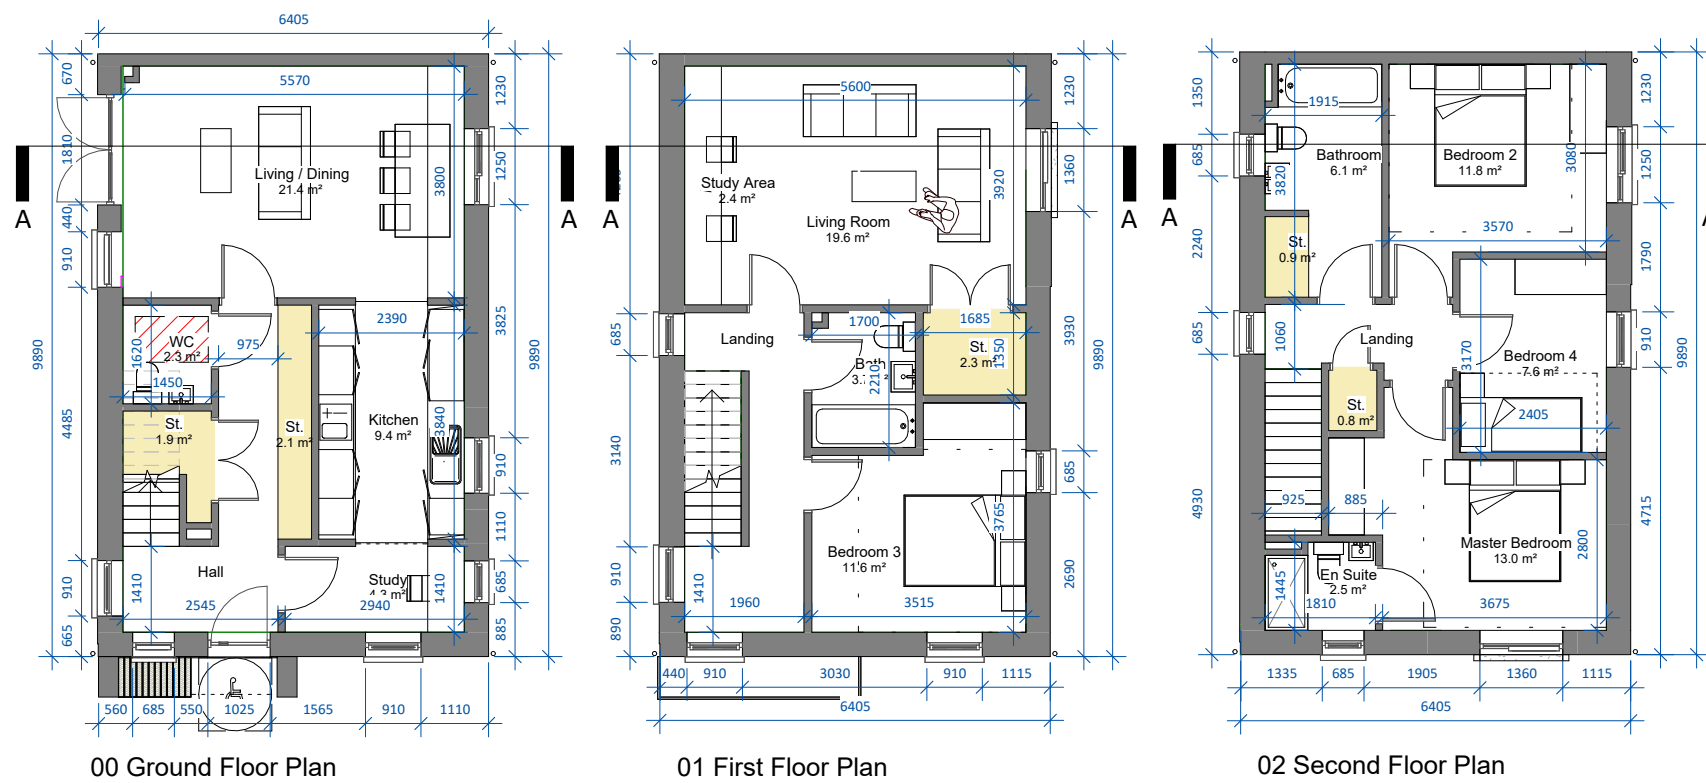 6405
670
1810
440
910
4485
910
665
9890
5570
1230
1250
3825
910
1110
685
885
9890
Living / Dining
21.4 m²
3800
A
A
WC
2.3 m²
1620
1450
975
2390
St.
1.9 m²
St.
2.1 m²
Kitchen
9.4 m²
3840
Hall
1410
2545
Study
4.3 m²
1410
2940
560
685
550
1025
1565
910
1110
00 Ground Floor Plan
5600
1230
1360
3930
685
2690
9890
Study Area
2.4 m²
Living Room
19.6 m²
3920
A
A
685
3140
910
890
Landing
1700
Bath
2210
1685
St.
2.3 m²
1350
Bedroom 3
11.6 m²
3765
1410
1960
3515
440
910
3030
910
1115
6405
01 First Floor Plan
1350
685
2240
685
4930
1915
Bathroom
6.1 m²
3820
Bedroom 2
11.8 m²
3080
1230
1250
1790
910
4715
9890
A
St.
0.9 m²
3570
1060
Landing
3170
Bedroom 4
7.6 m²
2405
St.
0.8 m²
925
885
Master Bedroom
13.0 m²
2800
En Suite
2.5 m²
1445
1810
3675
1335
685
1905
1360
1115
6405
02 Second Floor Plan